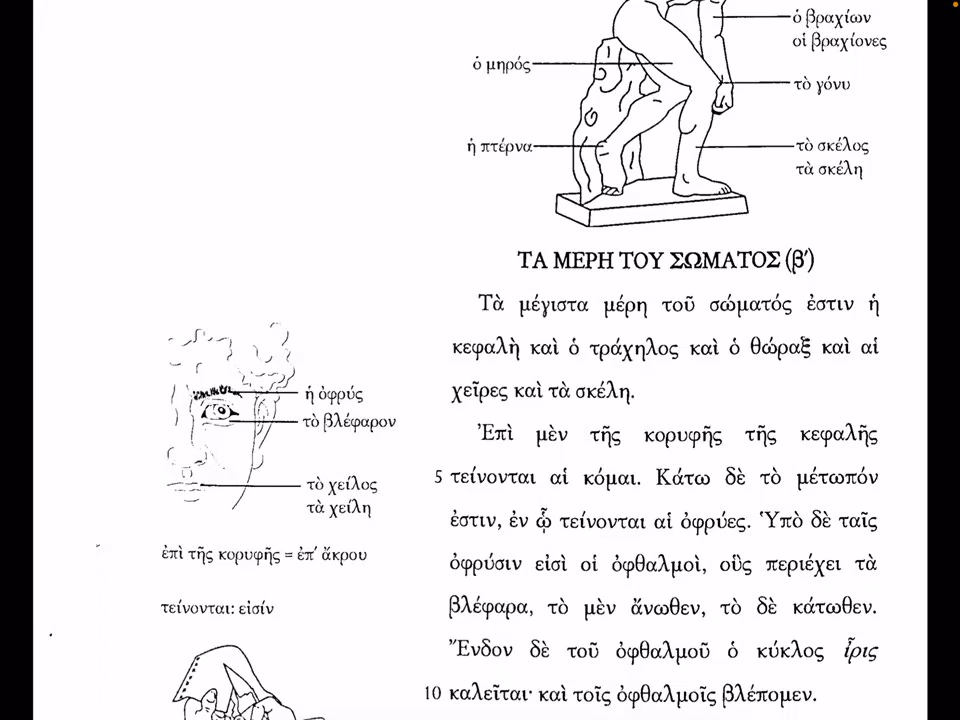 ὁ βραχίων
οἱ βραχίονες
ὁ μηρός
τὸ γόνυ
ἡ πτέρνα
τὸ σκέλος
τὰ σκέλη
ΤΑ ΜΕΡΗ ΤΟΥ ΣΩΜΑΤΟΣ (β′)
Τὰ μέγιστα μέρη τοῦ σώματός ἐστιν ἡ
κεφαλὴ καὶ ὁ τράχηλος καὶ ὁ θώραξ καὶ αἱ
χεῖρες καὶ τὰ σκέλη.
Ἐπὶ μὲν τῆς κορυφῆς τῆς κεφαλῆς
5 τείνονται αἱ κόμαι. Κάτω δὲ τὸ μέτωπόν
ἐστιν, ἐν ᾧ τείνονται αἱ ὀφρύες. Ὑπὸ δὲ ταῖς
ὀφρύσιν εἰσὶ οἱ ὀφθαλμοὶ, οὓς περιέχει τὰ
βλέφαρα, τὸ μὲν ἄνωθεν, τὸ δὲ κάτωθεν.
Ἔνδον δὲ τοῦ ὀφθαλμοῦ ὁ κύκλος ἶρις
10 καλεῖται· καὶ τοῖς ὀφθαλμοῖς βλέπομεν.
ἡ ὀφρύς
τὸ βλέφαρον
τὸ χεῖλος
τὰ χείλη
ἐπὶ τῆς κορυφῆς = ἐπ' ἄκρου
τείνονται: εἰσίν